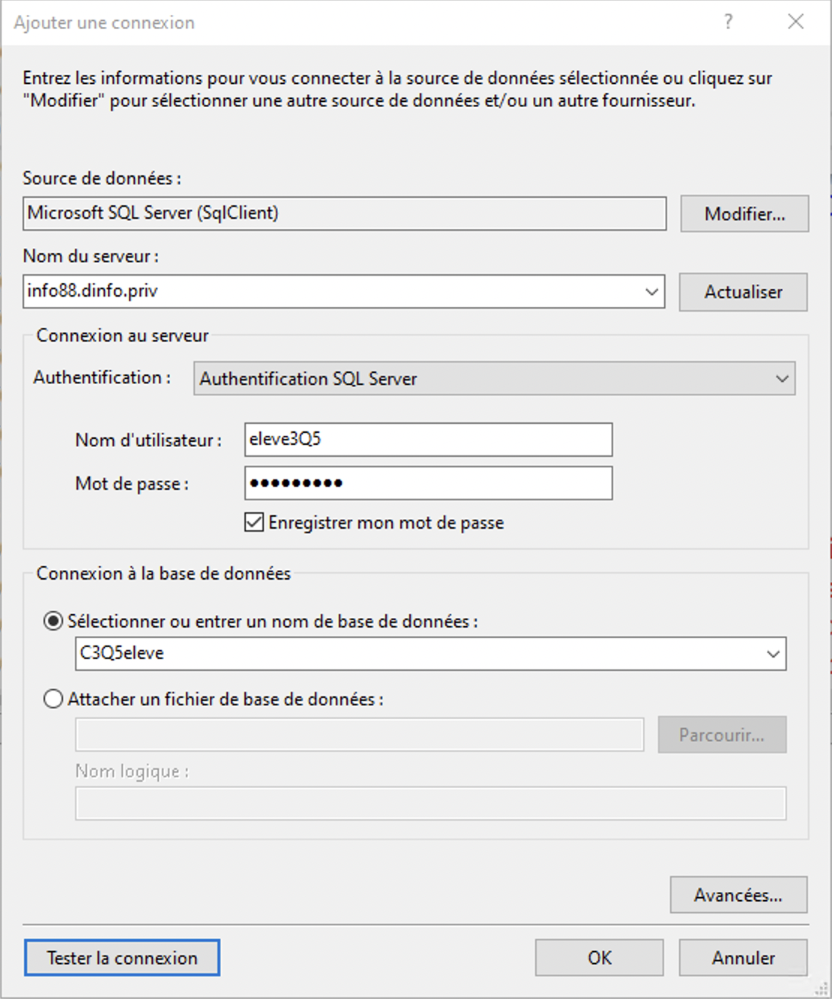 Ajouter une connexion
?
Entrez les informations pour vous connecter à la source de données sélectionnée ou cliquez sur
"Modifier" pour sélectionner une autre source de données et/ou un autre fournisseur.
Source de données :
Microsoft SQL Server (SqlClient)
Modifier...
Nom du serveur :
info88.dinfo.priv
Actualiser
Connexion au serveur
Authentification :
Authentification SQL Server
Nom d'utilisateur :
eleve3Q5
Mot de passe :
●●●●●●●●●
Enregistrer mon mot de passe
Connexion à la base de données
Sélectionner ou entrer un nom de base de données :
C3Q5eleve
Attacher un fichier de base de données :
Parcourir...
Nom logique :
Avancées...
Tester la connexion
OK
Annuler